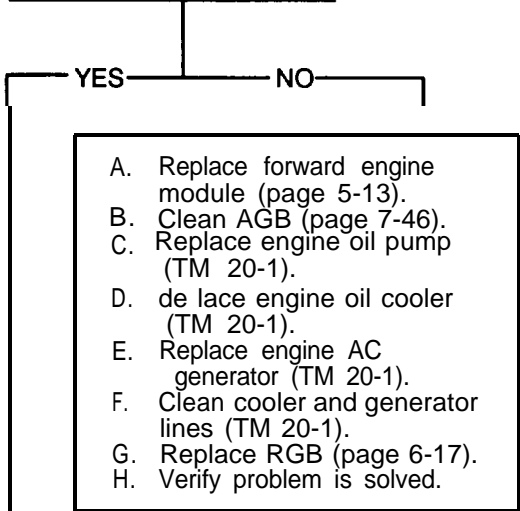 YES NO
A. Replace forward engine
module (page 5-13).
B. Clean AGB (page 7-46).
C. Replace engine oil pump
(TM 20-1).
D. de lace engine oil cooler
(TM 20-1).
E. Replace engine AC
generator (TM 20-1).
F. Clean cooler and generator
lines (TM 20-1).
G. Replace RGB (page 6-17).
H. Verify problem is solved.